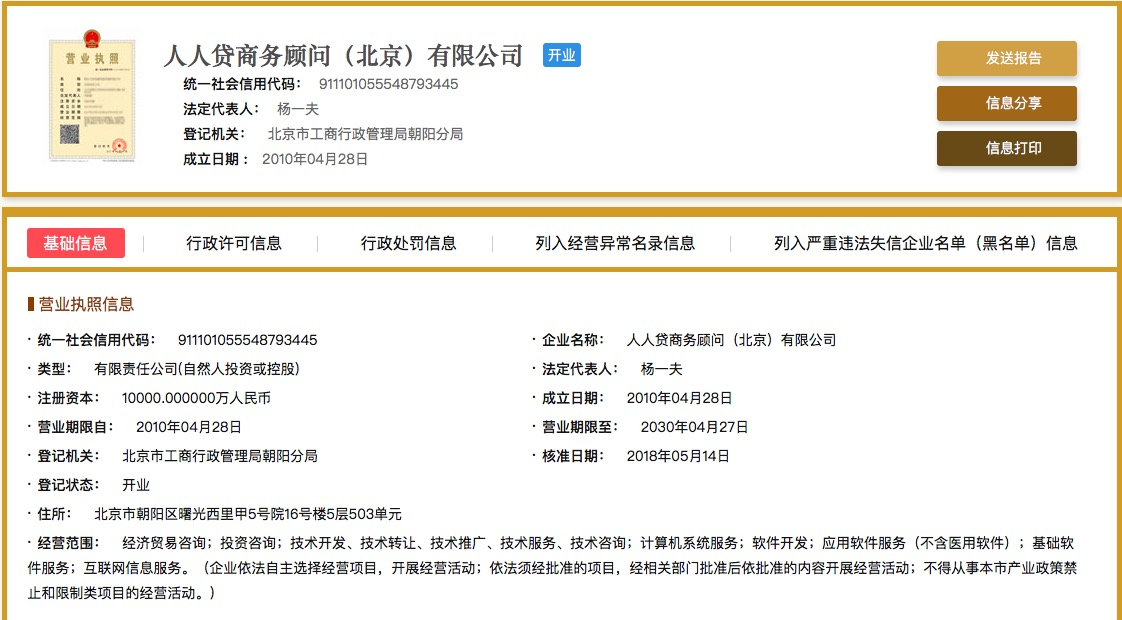 营业执照
人人贷商务顾问（北京）有限公司 开业
统一社会信用代码： 911101055548793445
法定代表人： 杨一夫
登记机关： 北京市工商行政管理局朝阳分局
成立日期： 2010年04月28日
发送报告
信息分享
信息打印
基础信息 行政许可信息 行政处罚信息 列入经营异常名录信息 列入严重违法失信企业名单（黑名单）信息
营业执照信息
· 统一社会信用代码： 911101055548793445 · 企业名称： 人人贷商务顾问（北京）有限公司
· 类型： 有限责任公司(自然人投资或控股) · 法定代表人： 杨一夫
· 注册资本： 10000.000000万人民币 · 成立日期： 2010年04月28日
· 营业期限自： 2010年04月28日 · 营业期限至： 2030年04月27日
· 登记机关： 北京市工商行政管理局朝阳分局 · 核准日期： 2018年05月14日
· 登记状态： 开业
· 住所： 北京市朝阳区曙光西里甲5号院16号楼5层503单元
· 经营范围： 经济贸易咨询；投资咨询；技术开发、技术转让、技术推广、技术服务、技术咨询；计算机系统服务；软件开发；应用软件服务（不含医用软件）；基础软
件服务；互联网信息服务。（企业依法自主选择经营项目，开展经营活动；依法须经批准的项目，经相关部门批准后依批准的内容开展经营活动；不得从事本市产业政策禁
止和限制类项目的经营活动。）